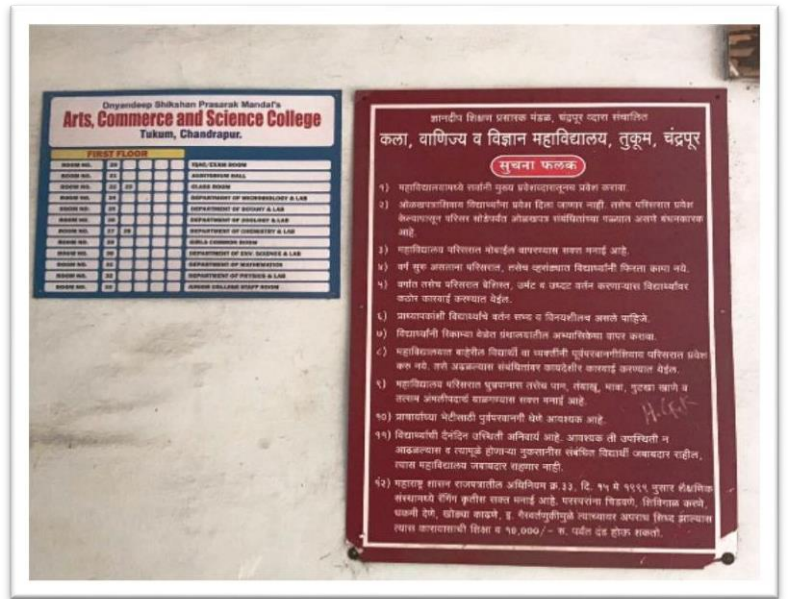 Dnyandeep Shikshan Prasarak Mandal's
Arts, Commerce and Science College
Tukum, Chandrapur.
FIRST FLOOR
ROOM NO. 20 IQAC/EXAM ROOM
ROOM NO. 21 AUDITORIUM HALL
ROOM NO. 22 23 CLASS ROOM
ROOM NO. 24 DEPARTMENT OF MICROBIOLOGY & LAB
ROOM NO. 25 DEPARTMENT OF BOTANY & LAB
ROOM NO. 26 DEPARTMENT OF ZOOLOGY & LAB
ROOM NO. 27 28 DEPARTMENT OF CHEMISTRY & LAB
ROOM NO. GIRLS COMMON ROOM
ROOM NO. DEPARTMENT OF ENV. SCIENCE & LAB
ROOM NO. DEPARTMENT OF MATHEMATICS
ROOM NO. DEPARTMENT OF PHYSICS & LAB
ROOM NO. JUNIOR COLLEGE STAFF ROOM
ज्ञानदीप शिक्षण प्रसारक मंडळ, चंद्रपूर व्दारा संचालित
कला, वाणिज्य व विज्ञान महाविद्यालय, तुकूम, चंद्रपूर
सुचना फलक
१) महाविद्यालयामध्ये सर्वांनी मुख्य प्रवेशव्दारातूनच प्रवेश करावा.
२) ओळखपत्राशिवाय विद्यार्थ्यांना प्रवेश दिला जाणार नाही. तसेच परिसरात प्रवेश
केल्यापासून परिसर सोडेपर्यंत ओळखपत्र संबंधितांच्या गळ्यात असणे बंधनकारक
आहे.
३) महाविद्यालय परिसरात मोबाईल वापरण्यास सक्त मनाई आहे.
४) वर्ग सुरु असताना परिसरात, तसेच व्हरांड्यात विद्यार्थ्यांनी फिरता कामा नये.
५) वर्गात तसेच परिसरात बेशिस्त, उर्मट व उध्दट वर्तन करणाऱ्यास विद्यार्थ्यांवर
कठोर कारवाई करण्यात येईल.
६) प्राध्यापकांशी विद्यार्थ्यांचे वर्तन सभ्य व विनयशीलच असले पाहिजे.
७) विद्यार्थ्यांनी रिकाम्या वेळेत ग्रंथालयातील अभ्यासिकेचा वापर करावा.
८) महाविद्यालयात बाहेरील विद्यार्थी वा व्यक्तींनी पूर्वपरवानगीशिवाय परिसरात प्रवेश
करु नये. तसे आढळल्यास संबंधितांवर कायदेशीर कारवाई करण्यात येईल.
९) महाविद्यालय परिसरात धुम्रपानास तसेच पान, तंबाखू, मावा, गुटखा खाणे व
तत्सम अंमलीपदार्थ बाळगण्यास सक्त मनाई आहे.
१०) प्राचार्याच्या भेटीसाठी पुर्वपरवानगी घेणे आवश्यक आहे.
११) विद्यार्थ्यांची दैनंदिन उस्थिती अनिवार्य आहे. आवश्यक ती उपस्थिती न
आढळल्यास व त्यामूळे होणाऱ्या नुकसानीस संबंधित विद्यार्थी जबाबदार राहील,
त्यास महाविद्यालय जबाबदार राहणार नाही.
१२) महाराष्ट्र शासन राजपत्रातील अधिनियम क्र.३३, दि. १५ मे १९९९ नुसार शैक्षणिक
संस्थामध्ये रॅगिंग कृतीस सक्त मनाई आहे. परस्परांना चिडवणे, शिविगाळ करणे,
धमकी देणे, खोड्या काढणे, इ. गैरवर्तणुकीमुळे त्याच्यावर अपराध सिध्द झाल्यास
त्यास कारावासाची शिक्षा व १०,०००/- रु. पर्यंत दंड होऊ शकतो.